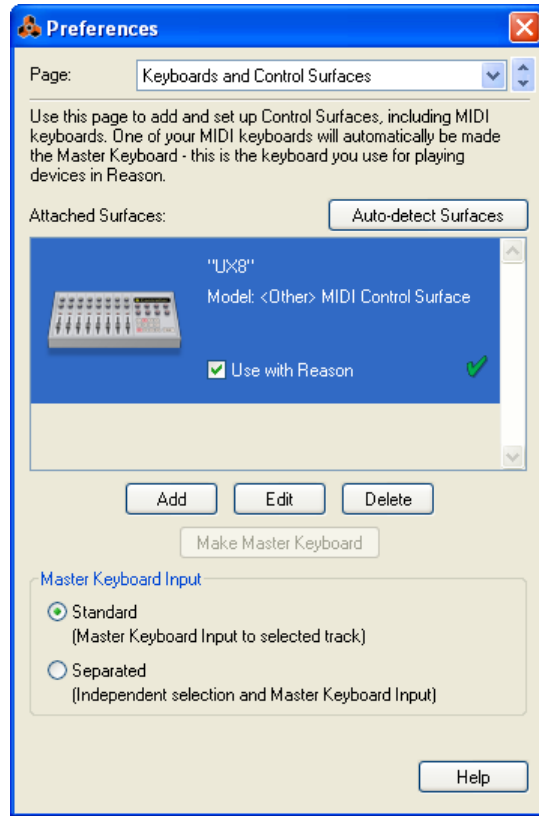 Preferences
Page: Keyboards and Control Surfaces
Use this page to add and set up Control Surfaces, including MIDI
keyboards. One of your MIDI keyboards will automatically be made
the Master Keyboard - this is the keyboard you use for playing
devices in Reason.
Attached Surfaces: Auto-detect Surfaces
"UX8"
Model: <Other> MIDI Control Surface
Use with Reason
Add Edit Delete
Make Master Keyboard
Master Keyboard Input
Standard
(Master Keyboard Input to selected track)
Separated
(Independent selection and Master Keyboard Input)
Help